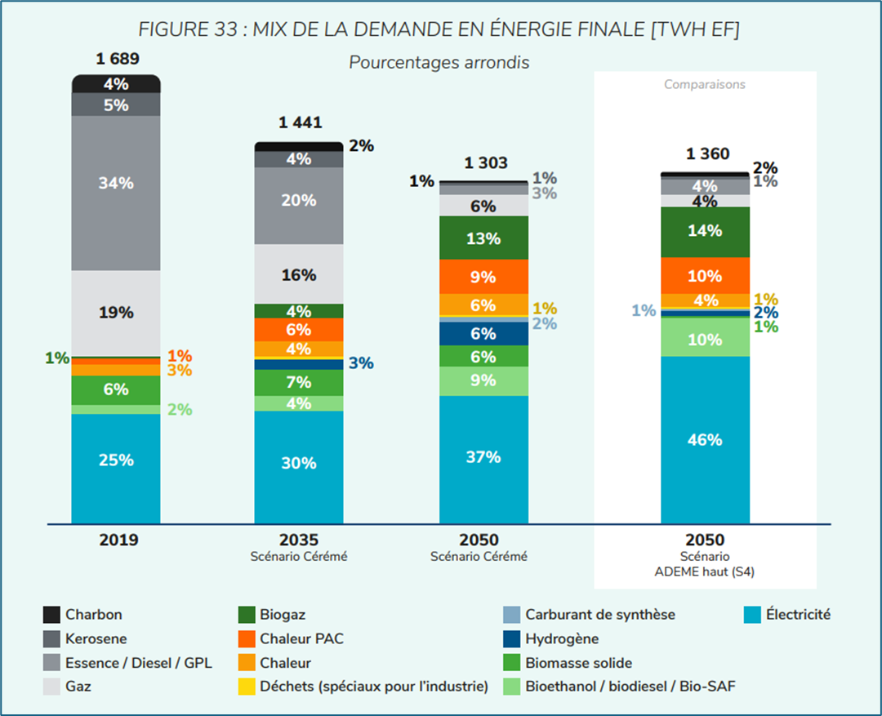 FIGURE 33 : MIX DE LA DEMANDE EN ÉNERGIE FINALE [TWH EF]
Pourcentages arrondis
Comparaisons
1 689
4%
5%
34%
19%
1%
1%
3%
6%
2%
25%
1 441
2%
4%
20%
16%
4%
6%
4%
3%
7%
4%
30%
1 303
1%
1%
3%
6%
13%
9%
6%
1%
2%
6%
6%
9%
37%
1 360
2%
1%
4%
4%
14%
10%
4%
1%
1%
2%
1%
10%
46%
2019
2035
Scénario Cérémé
2050
Scénario Cérémé
2050
Scénario
ADEME haut (S4)
Charbon
Kerosene
Essence / Diesel / GPL
Gaz
Biogaz
Chaleur PAC
Chaleur
Déchets (spéciaux pour l'industrie)
Carburant de synthèse
Hydrogène
Biomasse solide
Bioethanol / biodiesel / Bio-SAF
Électricité